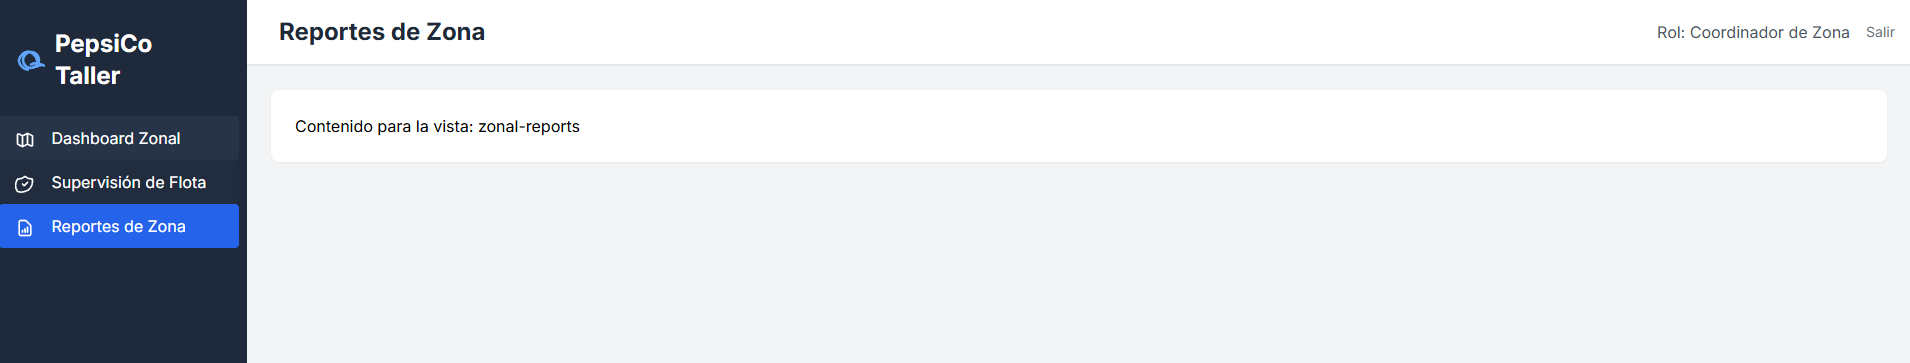 PepsiCo
Taller
Dashboard Zonal
Supervisión de Flota
Reportes de Zona
Reportes de Zona
Rol: Coordinador de Zona Salir
Contenido para la vista: zonal-reports